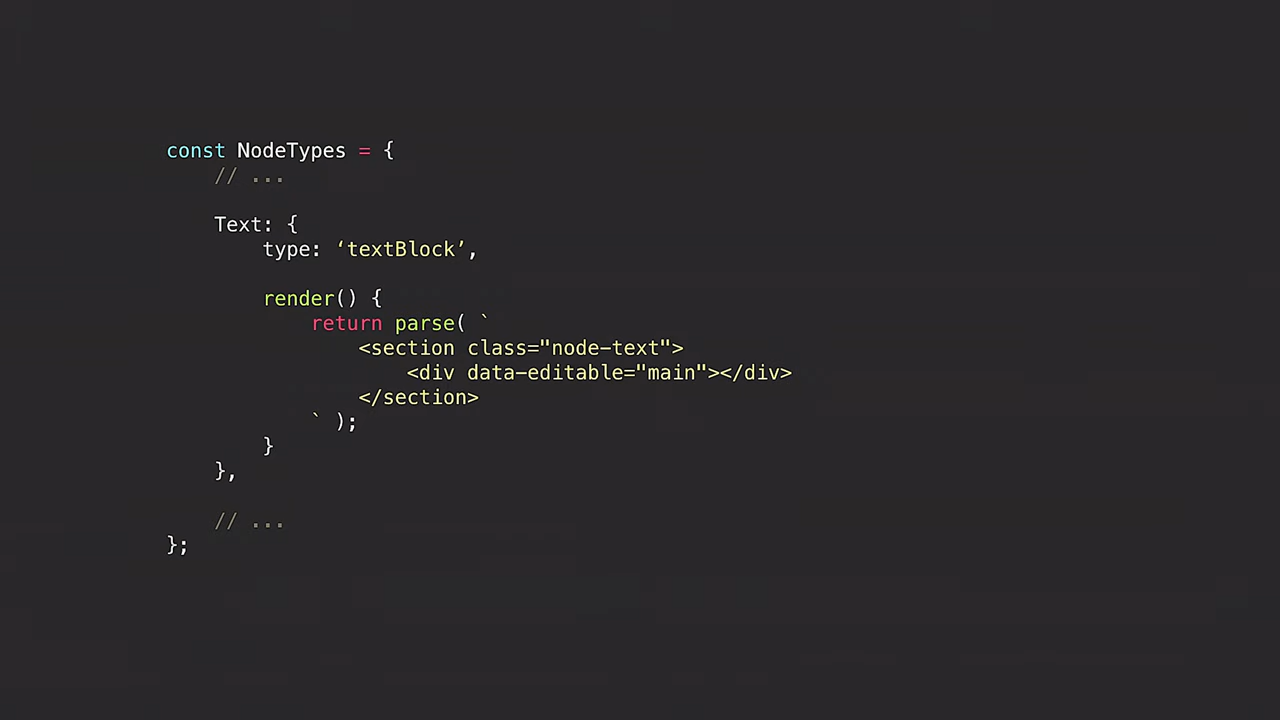 const NodeTypes = {
    // ...
    Text: {
        type: ‘textBlock’,
        render() {
            return parse( `
                <section class="node-text">
                    <div data-editable="main"></div>
                </section>
            ` );
        }
    },
    // ...
};